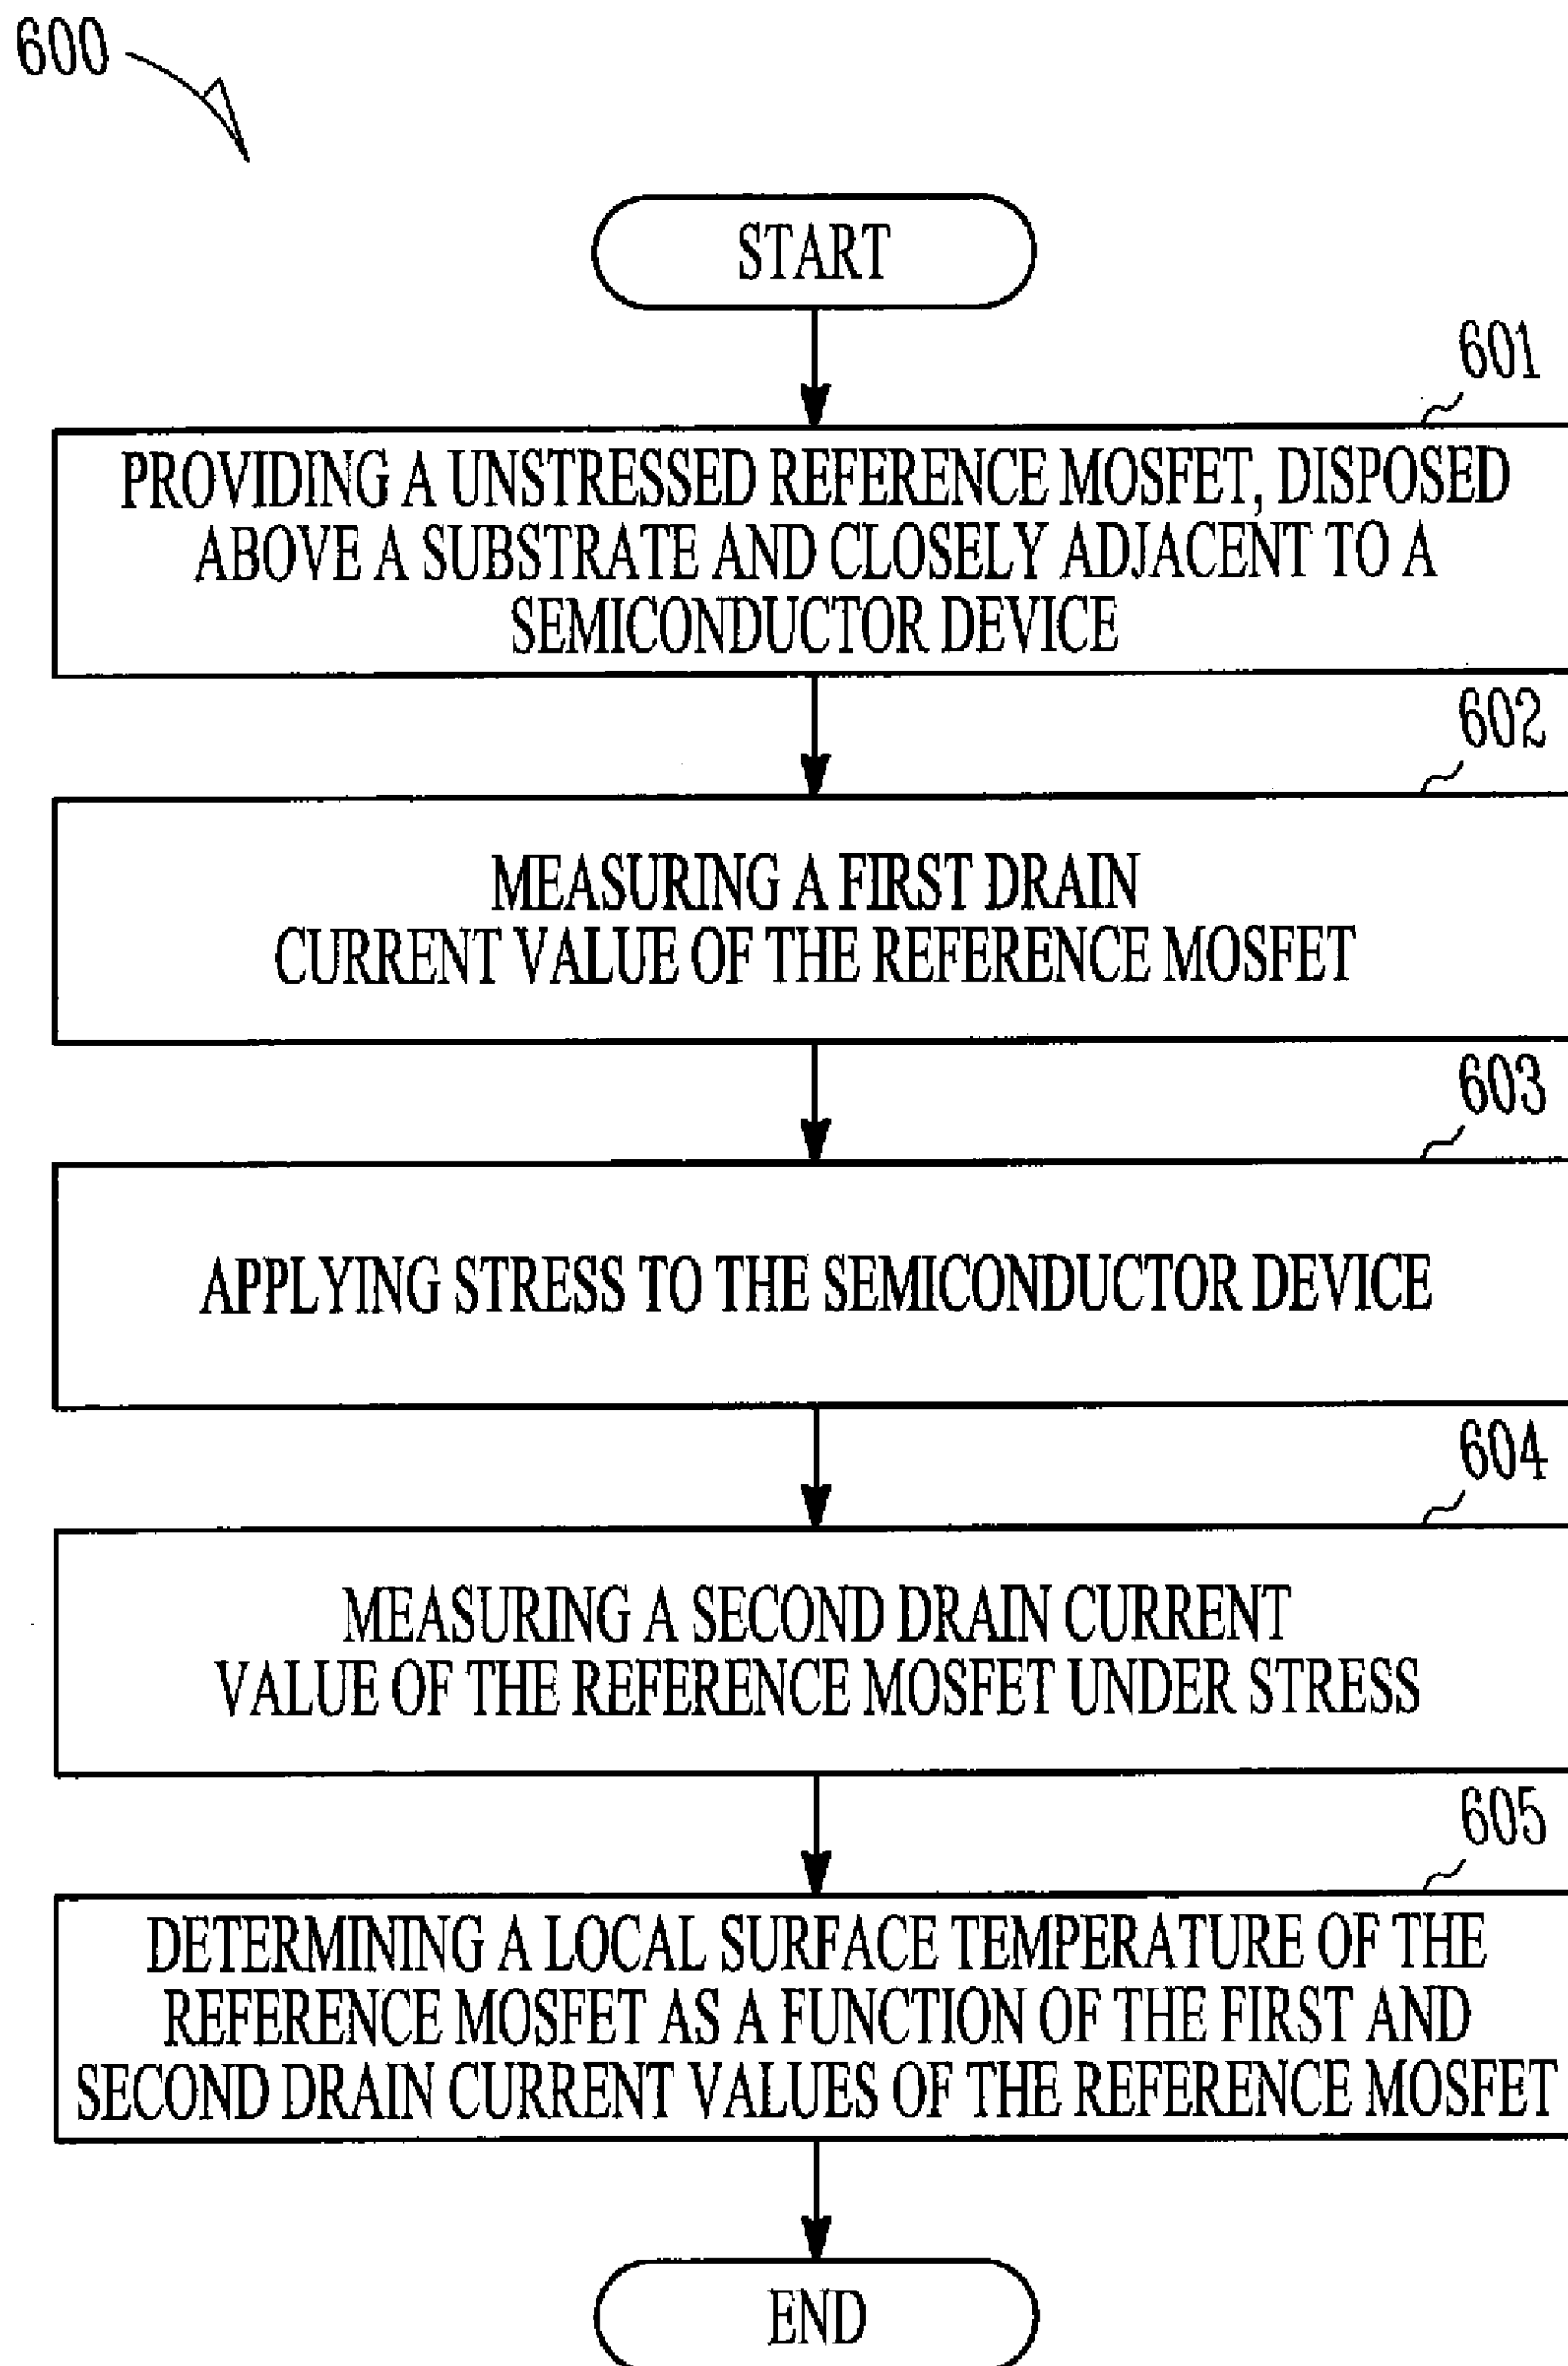 600
START
601
PROVIDING A UNSTRESSED REFERENCE MOSFET, DISPOSED
ABOVE A SUBSTRATE AND CLOSELY ADJACENT TO A
SEMICONDUCTOR DEVICE
602
MEASURING A FIRST DRAIN
CURRENT VALUE OF THE REFERENCE MOSFET
603
APPLYING STRESS TO THE SEMICONDUCTOR DEVICE
604
MEASURING A SECOND DRAIN CURRENT
VALUE OF THE REFERENCE MOSFET UNDER STRESS
605
DETERMINING A LOCAL SURFACE TEMPERATURE OF THE
REFERENCE MOSFET AS A FUNCTION OF THE FIRST AND
SECOND DRAIN CURRENT VALUES OF THE REFERENCE MOSFET
END